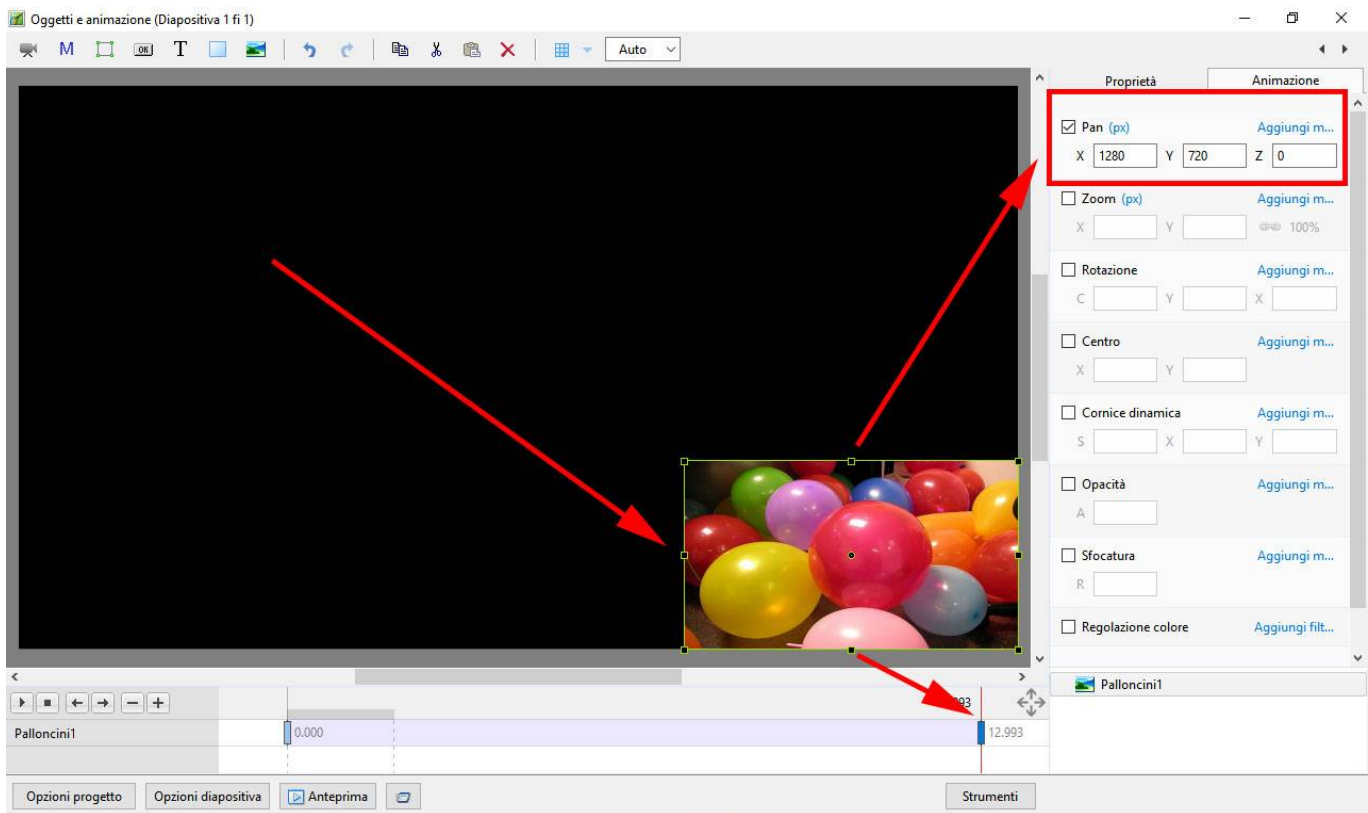 Oggetti e animazione (Diapositiva 1 fi 1)
M OK T Auto
Proprietà Animazione
Pan (px) Aggiungi m...
X 1280 Y 720 Z 0
Zoom (px) Aggiungi m...
X Y 100%
Rotazione Aggiungi m...
C Y X
Centro Aggiungi m...
X Y
Cornice dinamica Aggiungi m...
S X Y
Opacità Aggiungi m...
A
Sfocatura Aggiungi m...
R
Regolazione colore Aggiungi filt...
Palloncini1
Palloncini1 0.000 12.993
Opzioni progetto Opzioni diapositiva Anteprima Strumenti